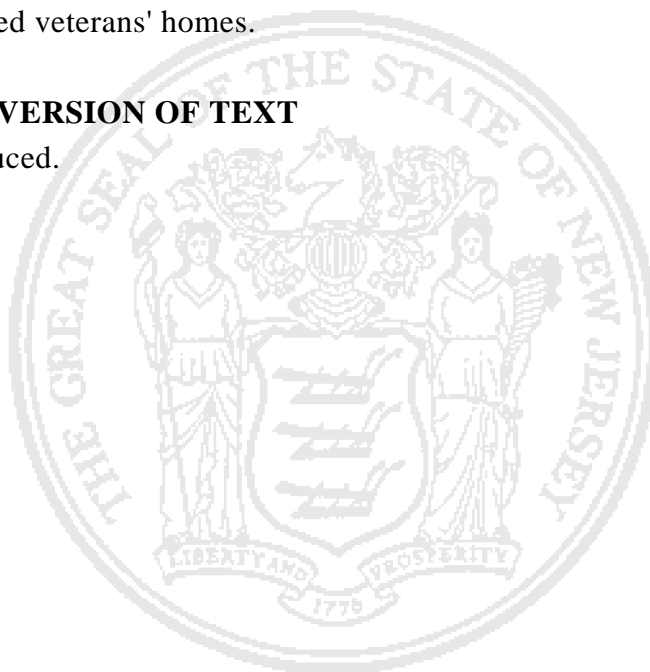 ed veterans' homes.
VERSION OF TEXT
uced.
THE GREAT SEAL OF THE STATE OF NEW JERSEY
LIBERTY AND PROSPERITY
1776